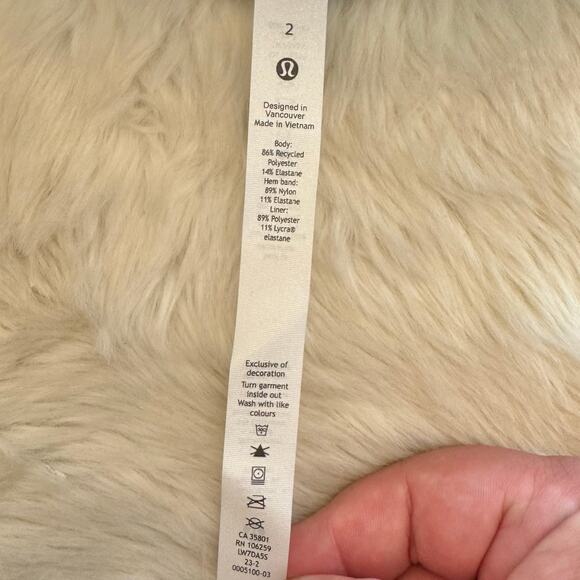 2
Designed in
Vancouver
Made in Vietnam
Body:
86% Recycled
Polyester
14% Elastane
Hem band:
89% Nylon
11% Elastane
Liner:
89% Polyester
11% Lycra®
elastane
Exclusive of
decoration
Turn garment
inside out
Wash with like
colours
30
CA 35801
RN 106259
LW7DA5S
23-2
0005100-03